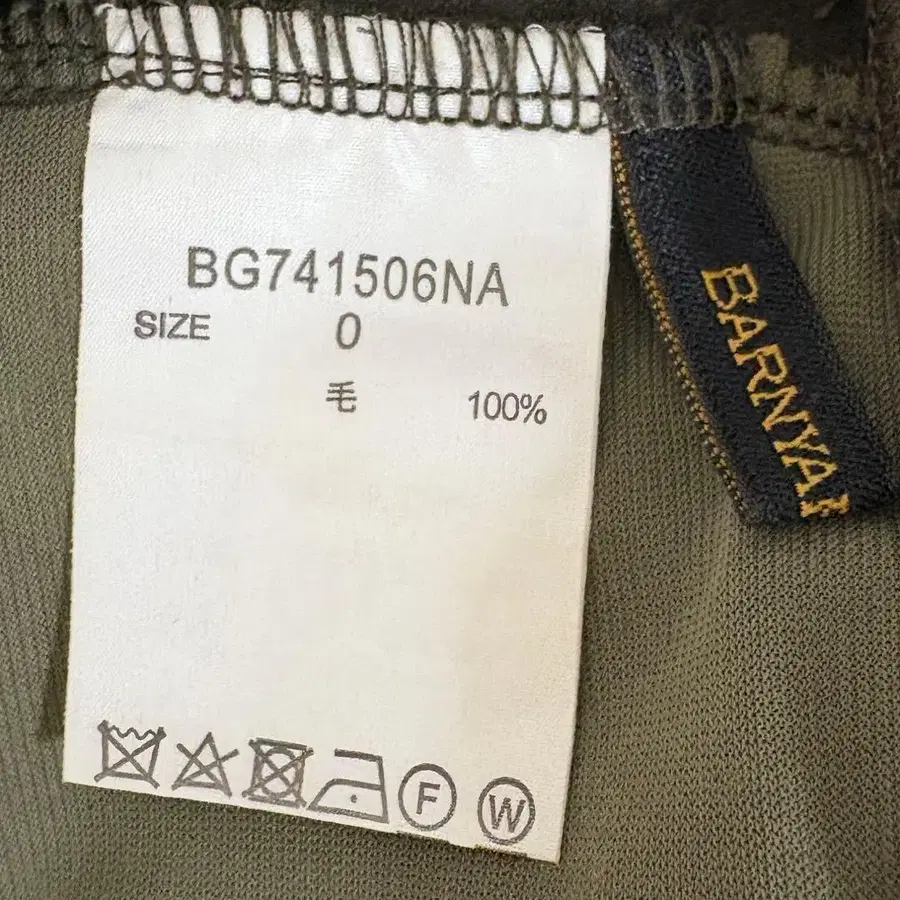 BG741506NA
SIZE 0
毛 100%
BARNYA
F W